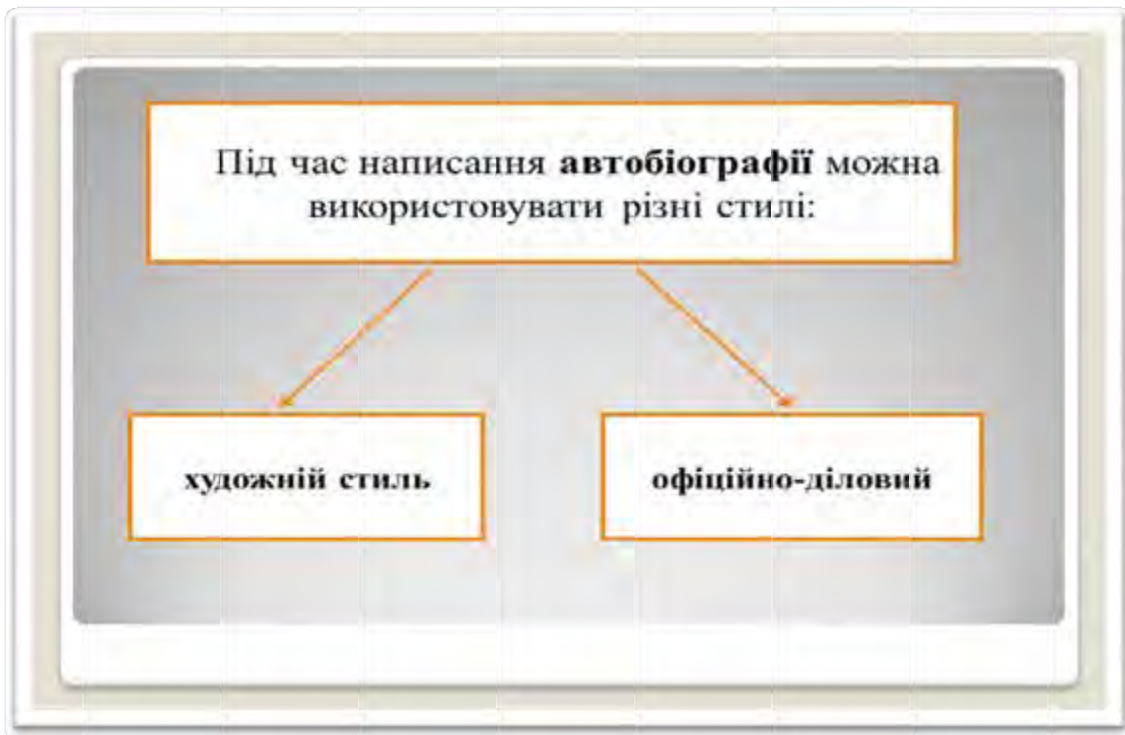 Під час написання автобіографії можна
використовувати різні стилі:
художній стиль
офіційно-діловий